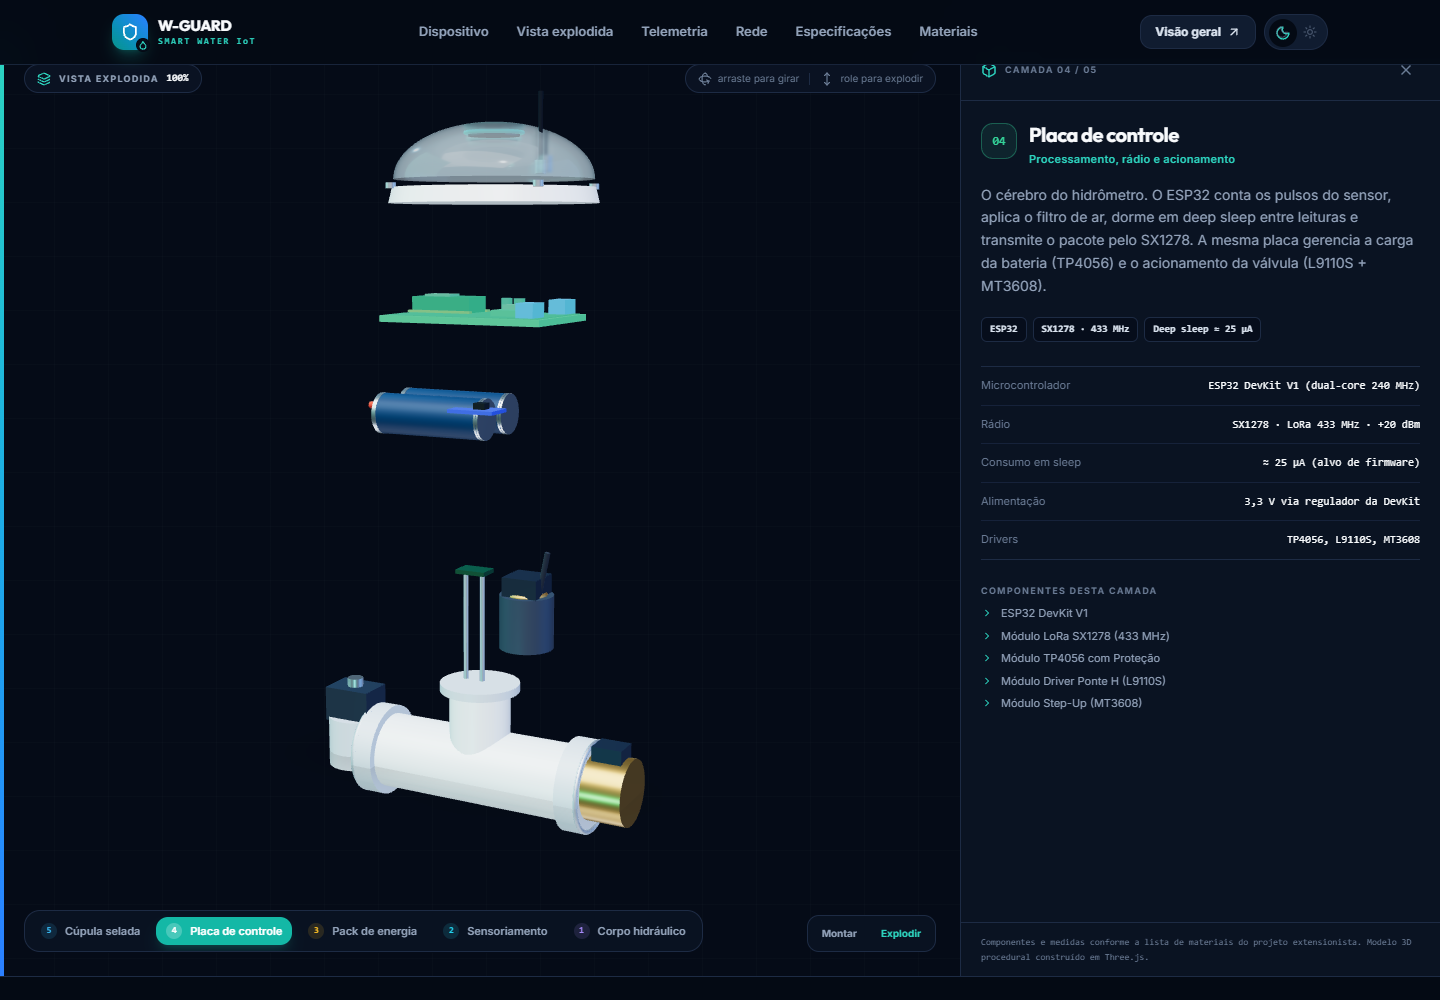 W-GUARD
SMART WATER IoT
Dispositivo
Vista explodida
Telemetria
Rede
Especificações
Materiais
Visão geral
VISTA EXPLODIDA 100%
arraste para girar
role para explodir
CAMADA 04 / 05
04
Placa de controle
Processamento, rádio e acionamento
O cérebro do hidrômetro. O ESP32 conta os pulsos do sensor,
aplica o filtro de ar, dorme em deep sleep entre leituras e
transmite o pacote pelo SX1278. A mesma placa gerencia a carga
da bateria (TP4056) e o acionamento da válvula (L9110S +
MT3608).
ESP32
SX1278 · 433 MHz
Deep sleep ≈ 25 µA
Microcontrolador ESP32 DevKit V1 (dual-core 240 MHz)
Rádio SX1278 · LoRa 433 MHz · +20 dBm
Consumo em sleep ≈ 25 µA (alvo de firmware)
Alimentação 3,3 V via regulador da DevKit
Drivers TP4056, L9110S, MT3608
COMPONENTES DESTA CAMADA
ESP32 DevKit V1
Módulo LoRa SX1278 (433 MHz)
Módulo TP4056 com Proteção
Módulo Driver Ponte H (L9110S)
Módulo Step-Up (MT3608)
5 Cúpula selada
4 Placa de controle
3 Pack de energia
2 Sensoriamento
1 Corpo hidráulico
Montar
Explodir
Componentes e medidas conforme a lista de materiais do projeto extensionista. Modelo 3D
procedural construído em Three.js.